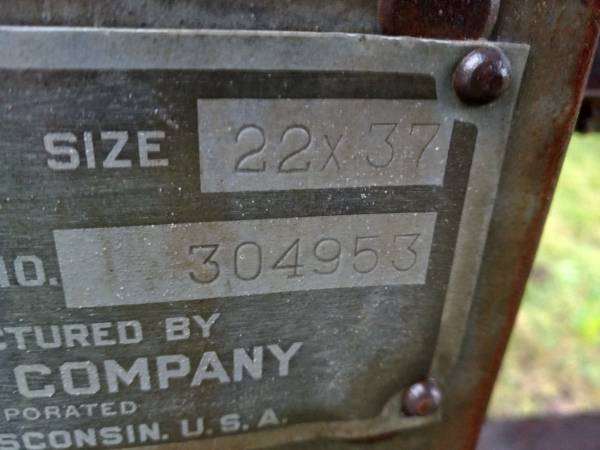 SIZE 22x37
NO. 304953
CTURED BY
COMPANY
PORATED
SCONSIN, U.S.A.